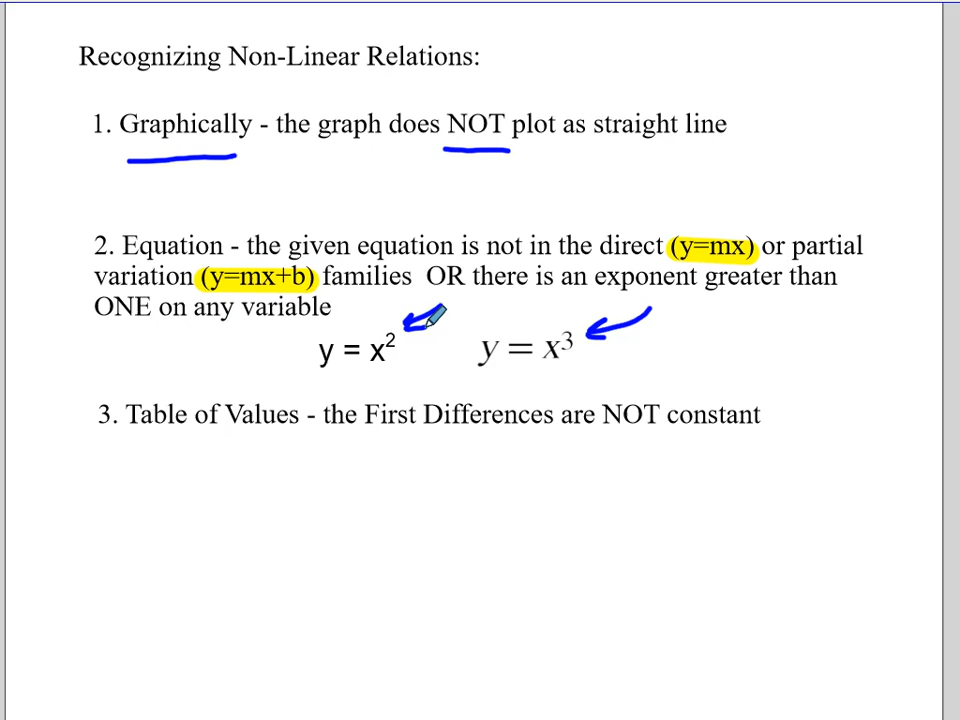 Recognizing Non-Linear Relations:
1. Graphically - the graph does NOT plot as straight line
2. Equation - the given equation is not in the direct (y=mx) or partial
variation (y=mx+b) families OR there is an exponent greater than
ONE on any variable
y = x² y = x³
3. Table of Values - the First Differences are NOT constant